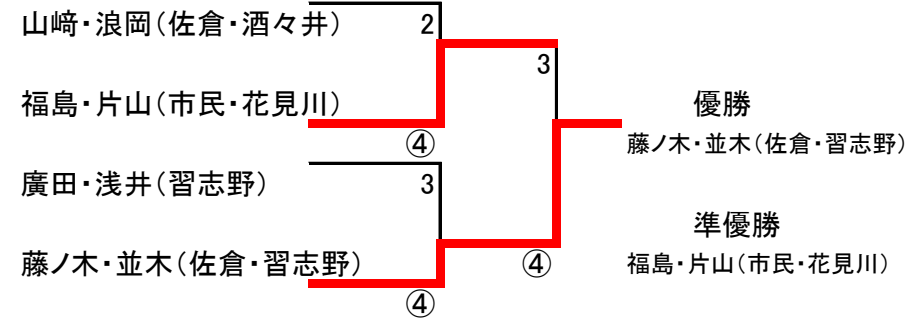 山﨑・浪岡(佐倉・酒々井) 2
3
福島・片山(市民・花見川)
④
優勝
藤ノ木・並木(佐倉・習志野)
廣田・浅井(習志野) 3
藤ノ木・並木(佐倉・習志野)
④
④
準優勝
福島・片山(市民・花見川)